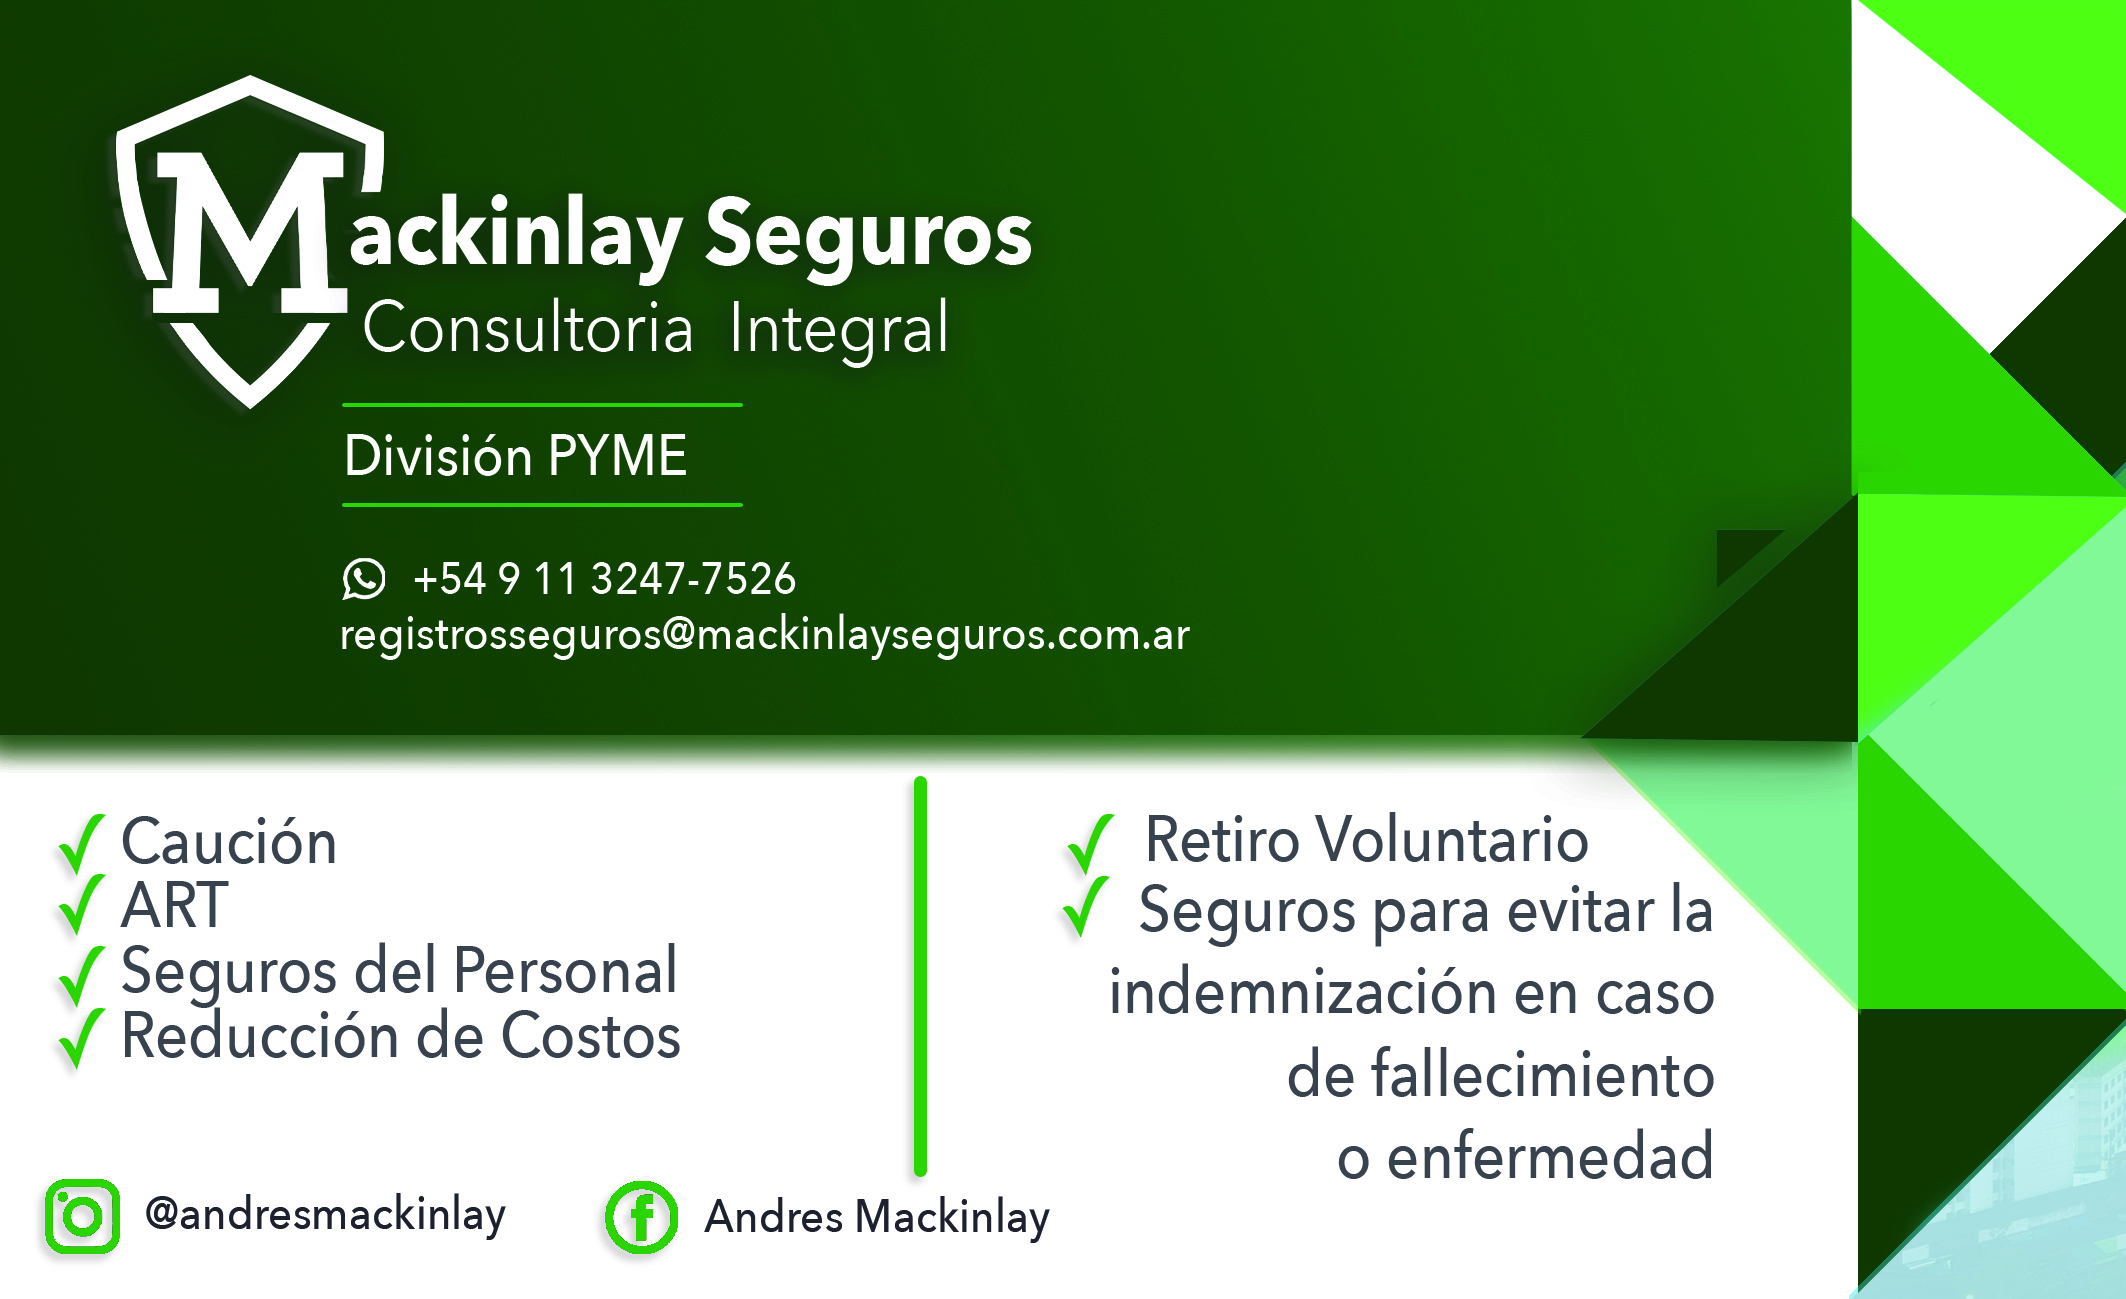 Mackinlay Seguros
Consultoria Integral
División PYME
+54 9 11 3247-7526
registrosseguros@mackinlayseguros.com.ar
Caución
ART
Seguros del Personal
Reducción de Costos
Retiro Voluntario
Seguros para evitar la
indemnización en caso
de fallecimiento
o enfermedad
@andresmackinlay
Andres Mackinlay